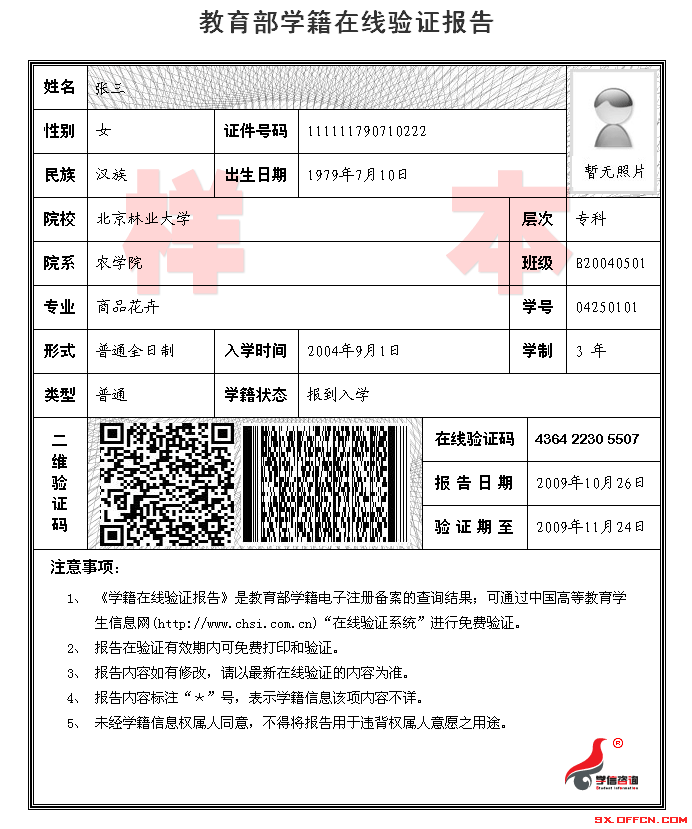 教育部学籍在线验证报告
姓名 张三
性别 女 证件号码 111111790710222
民族 汉族 出生日期 1979年7月10日
暂无照片
样本
院校 北京林业大学 层次 专科
院系 农学院 班级 B20040501
专业 商品花卉 学号 04250101
形式 普通全日制 入学时间 2004年9月1日 学制 3 年
类型 普通 学籍状态 报到入学
二维验证码
在线验证码 4364 2230 5507
报告日期 2009年10月26日
验证期至 2009年11月24日
注意事项：
1、 《学籍在线验证报告》是教育部学籍电子注册备案的查询结果；可通过中国高等教育学
生信息网(http://www.chsi.com.cn)“在线验证系统”进行免费验证。
2、 报告在验证有效期内可免费打印和验证。
3、 报告内容如有修改，请以最新在线验证的内容为准。
4、 报告内容标注“＊”号，表示学籍信息该项内容不详。
5、 未经学籍信息权属人同意，不得将报告用于违背权属人意愿之用途。
®
学信咨询
Student Information
SX.OFFCN.COM